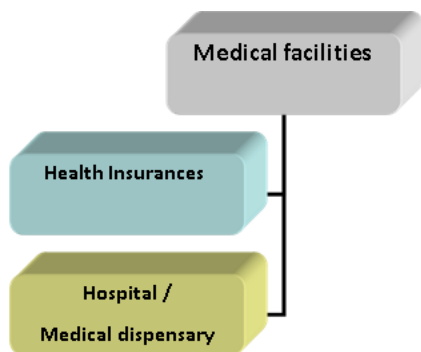 Medical facilities
Health Insurances
Hospital /
Medical dispensary